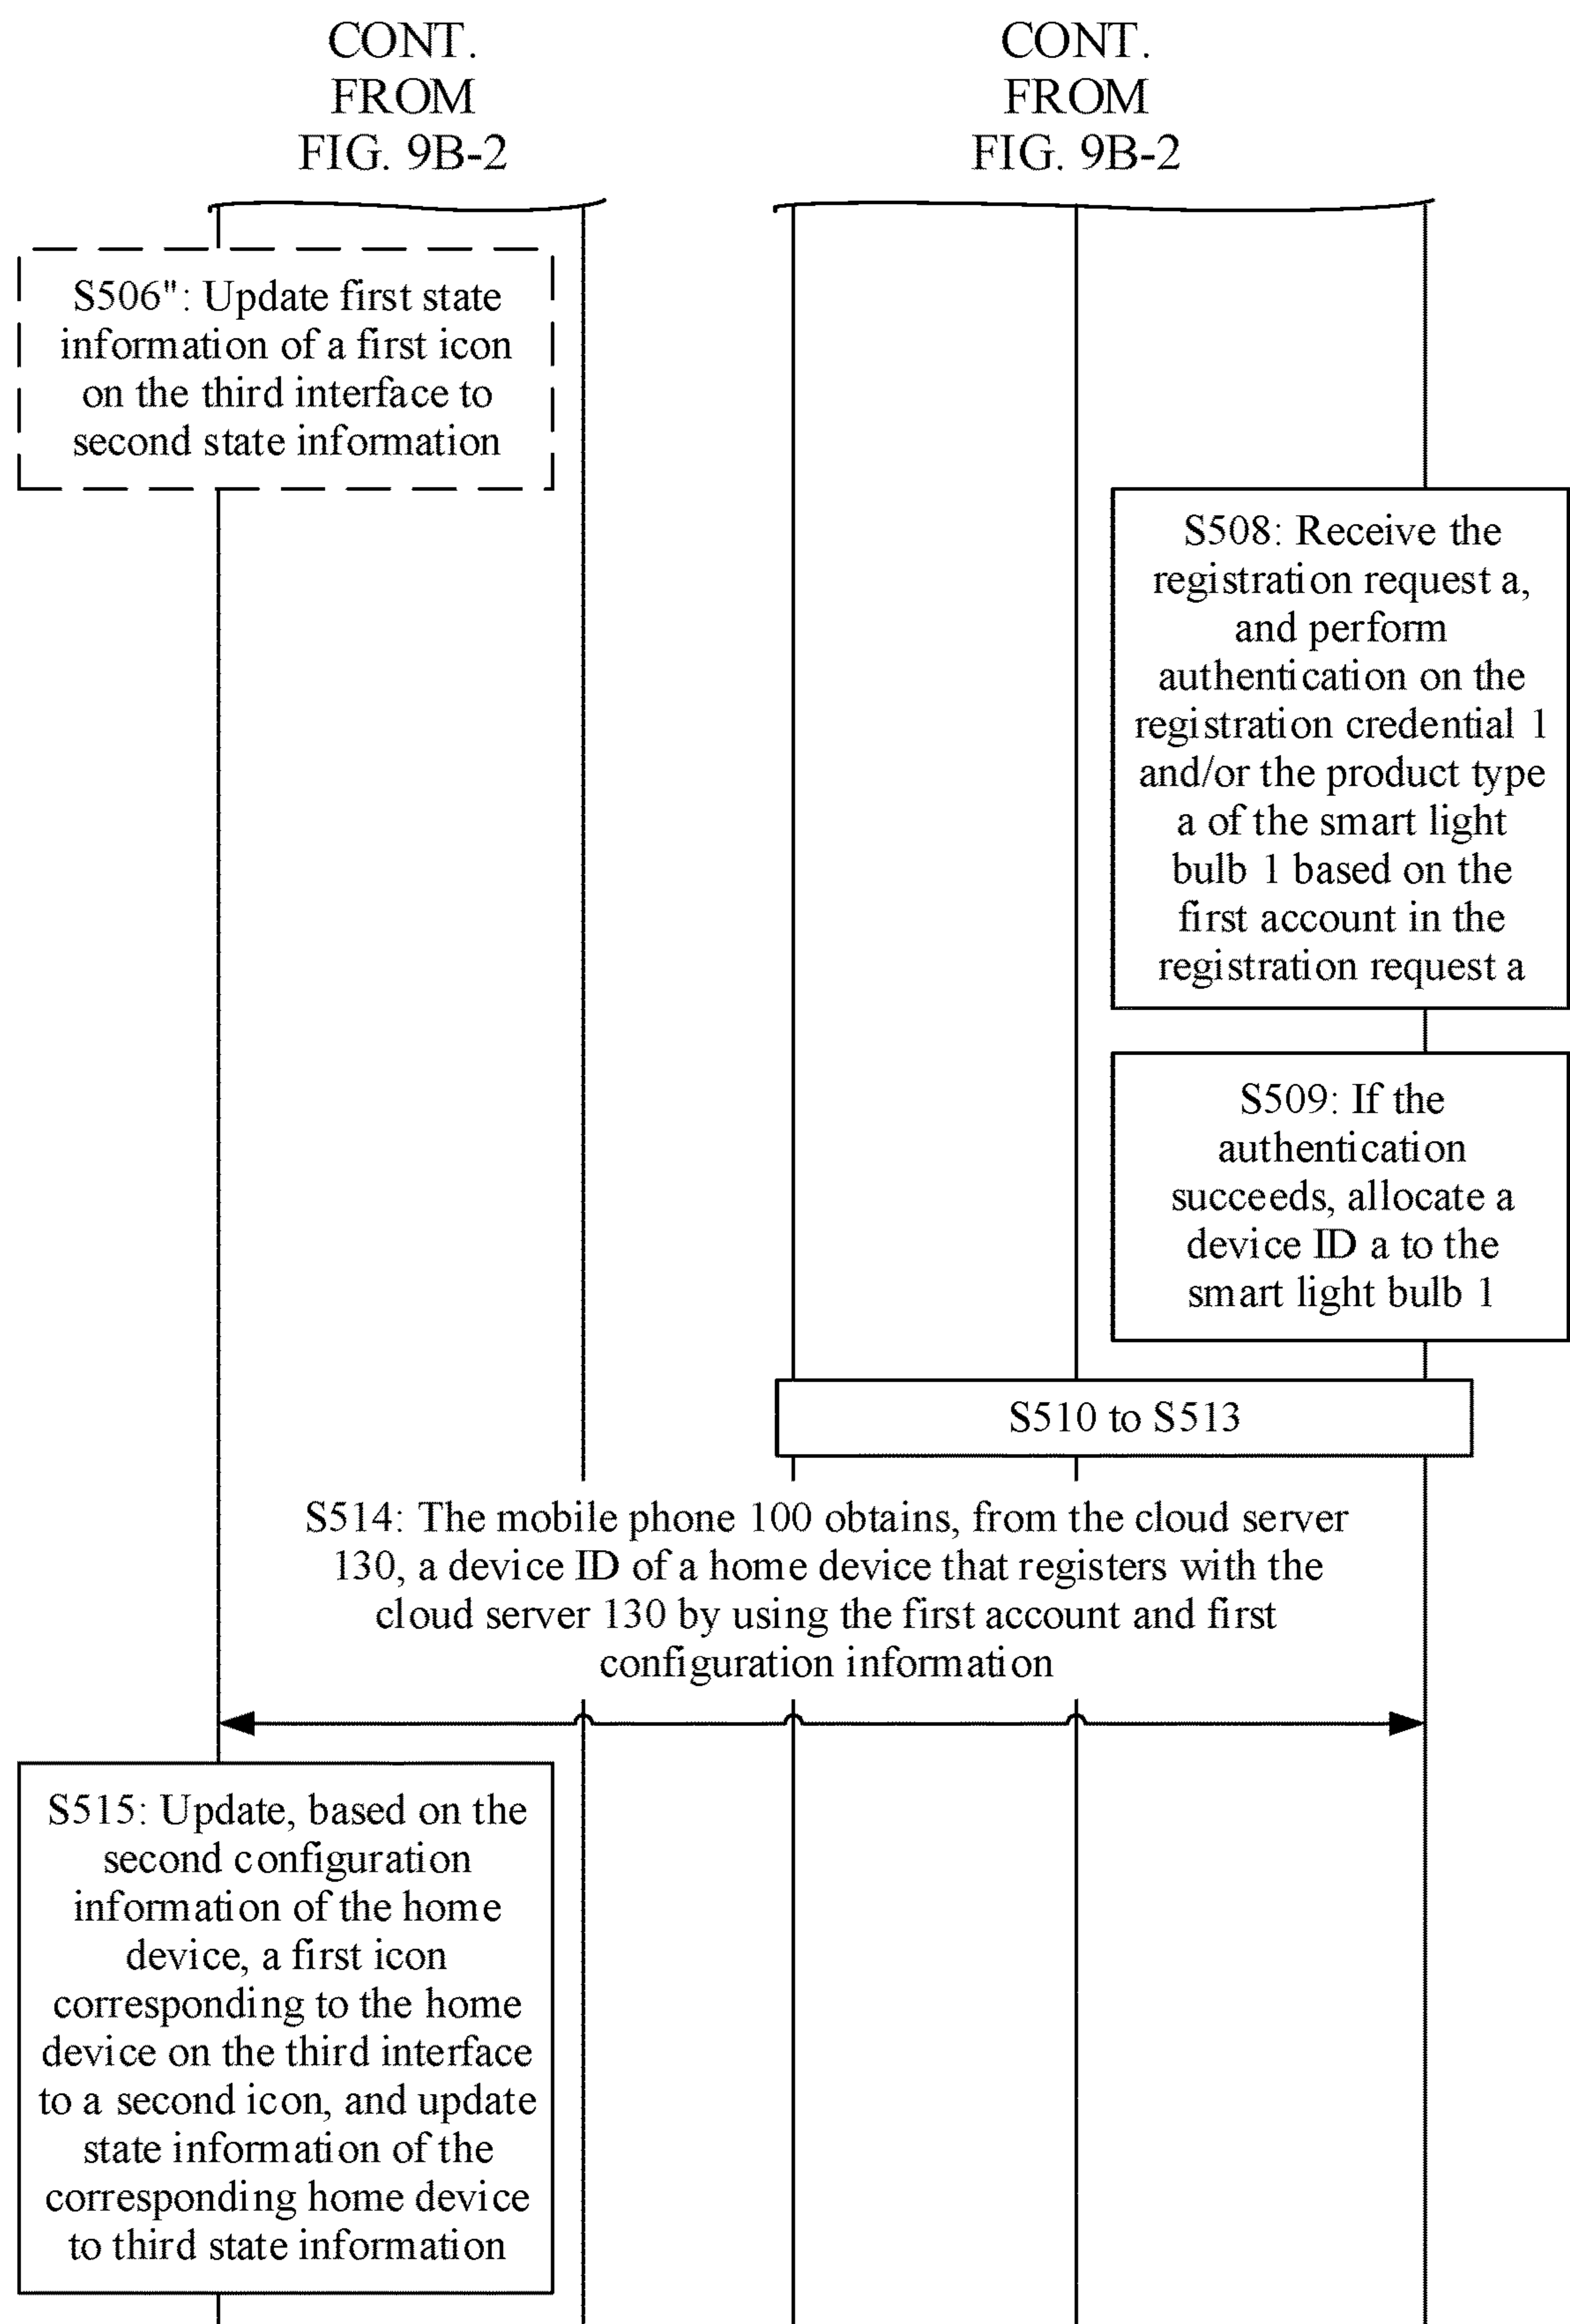 CONT.
FROM
FIG. 9B-2
CONT.
FROM
FIG. 9B-2
S506": Update first state
information of a first icon
on the third interface to
second state information
S508: Receive the
registration request a,
and perform
authentication on the
registration credential 1
and/or the product type
a of the smart light
bulb 1 based on the
first account in the
registration request a
S509: If the
authentication
succeeds, allocate a
device ID a to the
smart light bulb 1
S510 to S513
S514: The mobile phone 100 obtains, from the cloud server
130, a device ID of a home device that registers with the
cloud server 130 by using the first account and first
configuration information
S515: Update, based on the
second configuration
information of the home
device, a first icon
corresponding to the home
device on the third interface
to a second icon, and update
state information of the
corresponding home device
to third state information